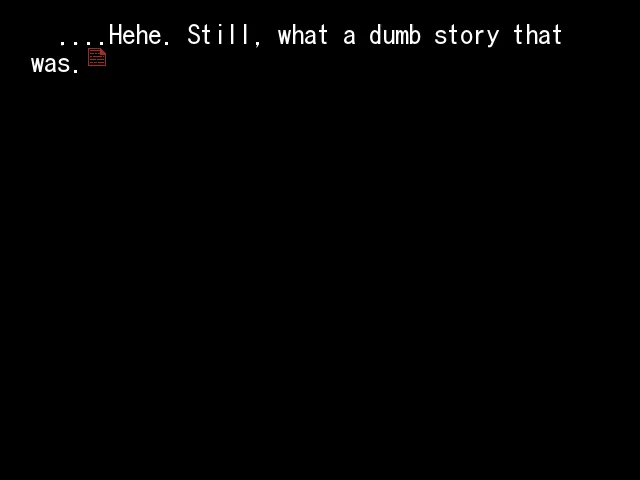 ....Hehe. Still, what a dumb story that
was.